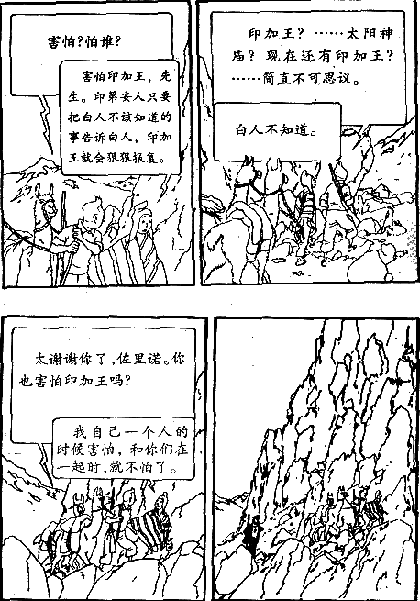 害怕?怕谁?
害怕印加王,先
生。印第安人只要
把白人不该知道的
事告诉白人,印加
王就会狠狠报复。
印加王?……太阳神
庙?现在还有印加王?
……简直不可思议。
白人不知道。
太谢谢你了,佐里诺。你
也害怕印加王吗?
我自己一个人的
时候害怕,和你们在
一起时,就不怕了。